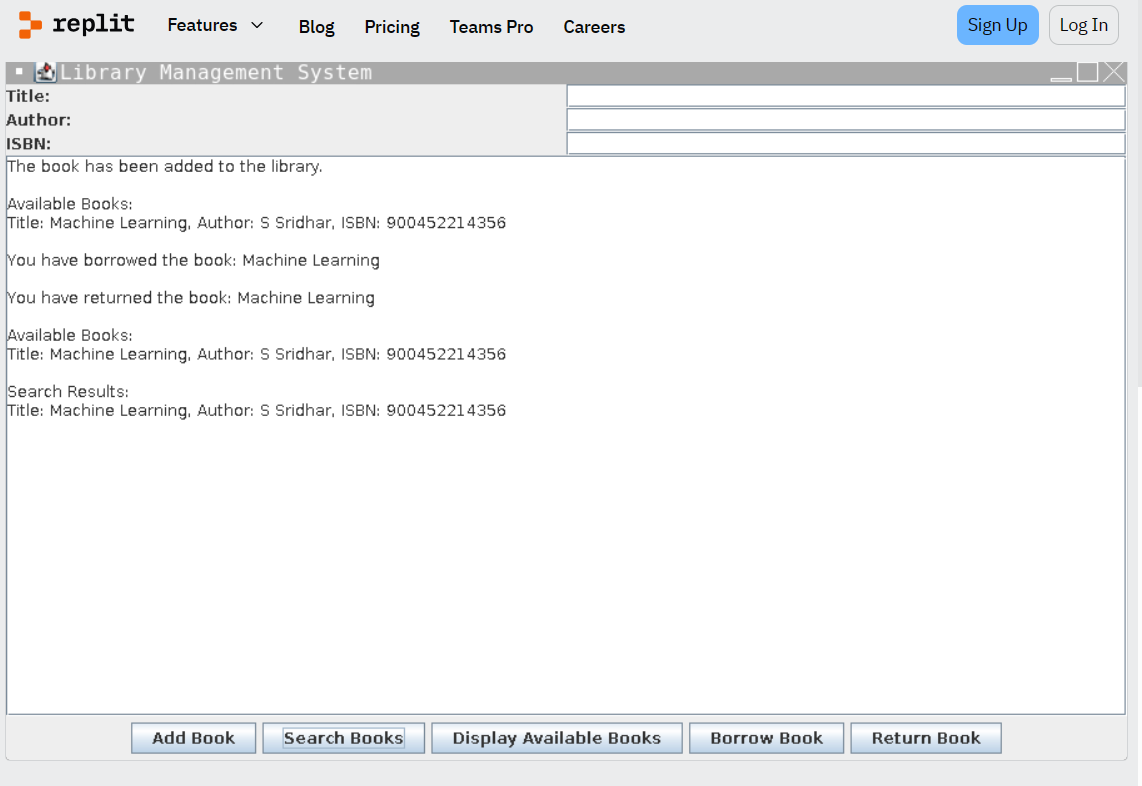 replit Features Blog Pricing Teams Pro Careers Sign Up Log In
Library Management System
Title:
Author:
ISBN:
The book has been added to the library.
Available Books:
Title: Machine Learning, Author: S Sridhar, ISBN: 900452214356
You have borrowed the book: Machine Learning
You have returned the book: Machine Learning
Available Books:
Title: Machine Learning, Author: S Sridhar, ISBN: 900452214356
Search Results:
Title: Machine Learning, Author: S Sridhar, ISBN: 900452214356
Add Book Search Books Display Available Books Borrow Book Return Book